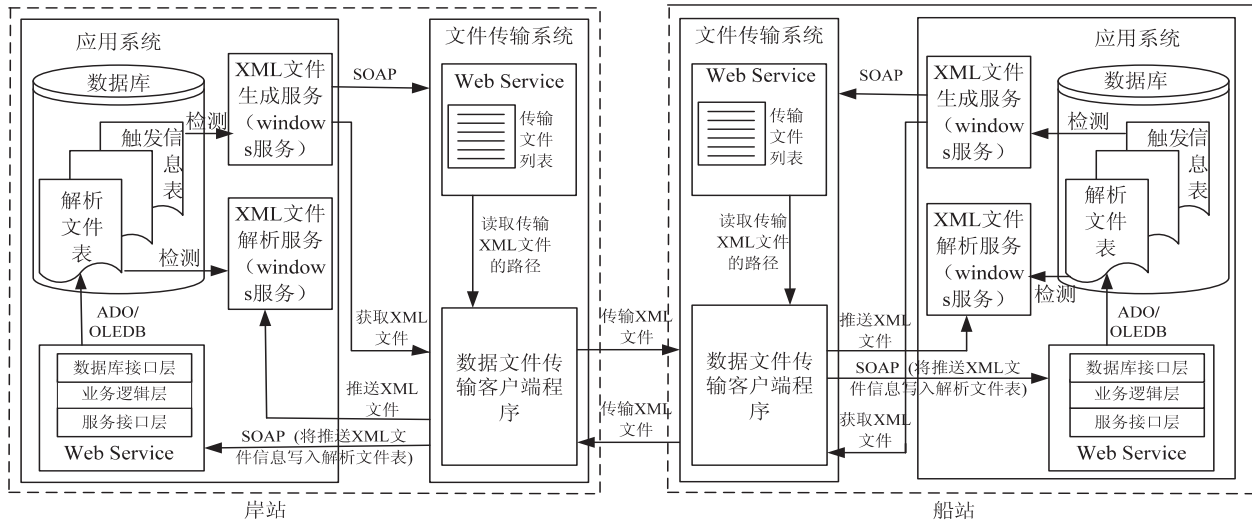 应用系统
数据库
触发信
息
表
解析
文件
表
检测
检测
XML文件
生成服务
（window
s服务）
XML文件
解析服务
（window
s服务）
ADO/
OLEDB
数据库接口层
业务逻辑层
服务接口层
Web Service
SOAP
获取XML
文件
推送XML
文件
SOAP (将推送XML文
件信息写入解析文件表)
文件传输系统
Web Service
传输
文件
列表
读取传输
XML文件
的路径
数据文件传
输客户端程
序
岸站
传输XML
文件
传输XML
文件
文件传输系统
Web Service
传输
文件
列表
读取传输
XML文件
的路径
数据文件传
输客户端程
序
SOAP
推送XML
文件
SOAP (将推送XML文
件信息写入解析文件表)
获取XML
文件
应用系统
XML文件
生成服务
（window
s服务）
XML文件
解析服务
（window
s服务）
检测
检测
数据库
触发信
息
表
解析
文件
表
ADO/
OLEDB
数据库接口层
业务逻辑层
服务接口层
Web Service
船站